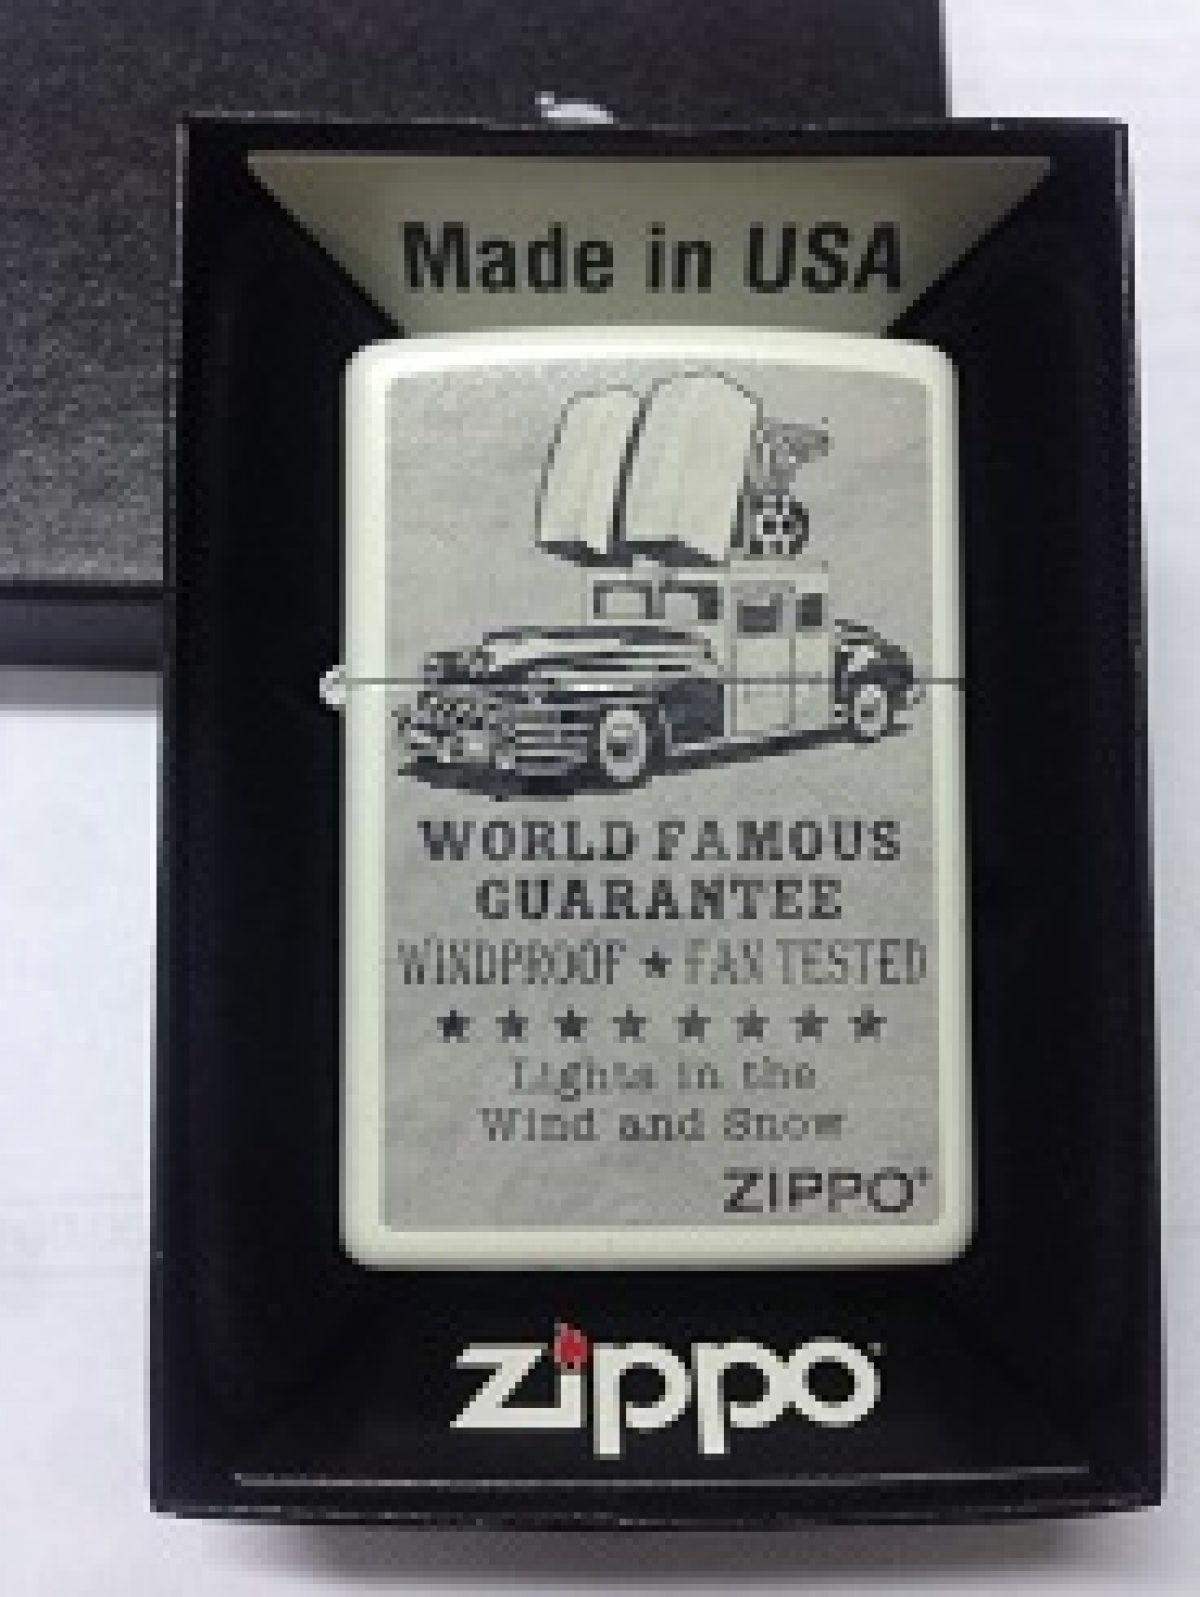 Made in USA
WORLD FAMOUS
GUARANTEE
WINDPROOF ★ FAN TESTED
★ ★ ★ ★ ★ ★ ★ ★
Lights in the
Wind and Snow
ZIPPO®
zippo